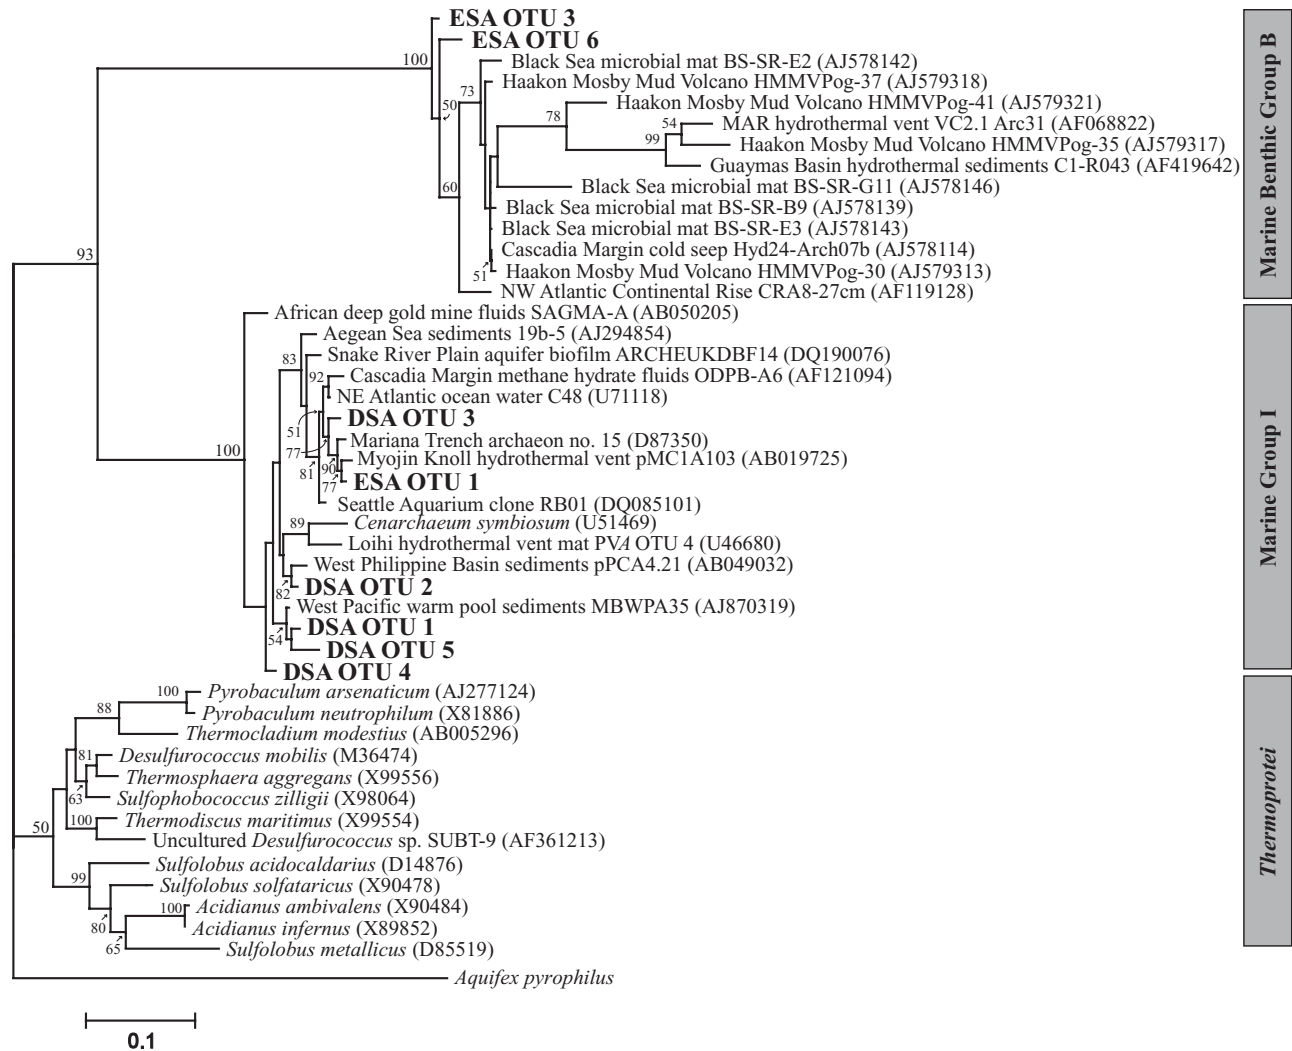 ESA OTU 3
100
ESA OTU 6
Black Sea microbial mat BS-SR-E2 (AJ578142)
Haakon Mosby Mud Volcano HMMVPog-37 (AJ579318)
73
50
Haakon Mosby Mud Volcano HMMVPog-41 (AJ579321)
78
54
MAR hydrothermal vent VC2.1 Arc31 (AF068822)
99
Haakon Mosby Mud Volcano HMMVPog-35 (AJ579317)
Guaymas Basin hydrothermal sediments C1-R043 (AF419642)
60
Black Sea microbial mat BS-SR-G11 (AJ578146)
Black Sea microbial mat BS-SR-B9 (AJ578139)
Black Sea microbial mat BS-SR-E3 (AJ578143)
93
Cascadia Margin cold seep Hyd24-Arch07b (AJ578114)
51
Haakon Mosby Mud Volcano HMMVPog-30 (AJ579313)
NW Atlantic Continental Rise CRA8-27cm (AF119128)
Marine Benthic Group B
African deep gold mine fluids SAGMA-A (AB050205)
Aegean Sea sediments 19b-5 (AJ294854)
83
Snake River Plain aquifer biofilm ARCHEUKDBF14 (DQ190076)
92
Cascadia Margin methane hydrate fluids ODPB-A6 (AF121094)
NE Atlantic ocean water C48 (U71118)
DSA OTU 3
51
Mariana Trench archaeon no. 15 (D87350)
100
77
Myojin Knoll hydrothermal vent pMC1A103 (AB019725)
81
90
77
ESA OTU 1
Seattle Aquarium clone RB01 (DQ085101)
89
Cenarchaeum symbiosum (U51469)
Loihi hydrothermal vent mat PVA OTU 4 (U46680)
West Philippine Basin sediments pPCA4.21 (AB049032)
82
DSA OTU 2
West Pacific warm pool sediments MBWPA35 (AJ870319)
DSA OTU 1
54
DSA OTU 5
DSA OTU 4
Marine Group I
100
Pyrobaculum arsenaticum (AJ277124)
88
Pyrobaculum neutrophilum (X81886)
Thermocladium modestius (AB005296)
81
Desulfurococcus mobilis (M36474)
Thermosphaera aggregans (X99556)
63
Sulfophobococcus zilligii (X98064)
100
Thermodiscus maritimus (X99554)
50
Uncultured Desulfurococcus sp. SUBT-9 (AF361213)
Sulfolobus acidocaldarius (D14876)
99
Sulfolobus solfataricus (X90478)
100
Acidianus ambivalens (X90484)
80
Acidianus infernus (X89852)
65
Sulfolobus metallicus (D85519)
Thermoprotei
Aquifex pyrophilus
0.1